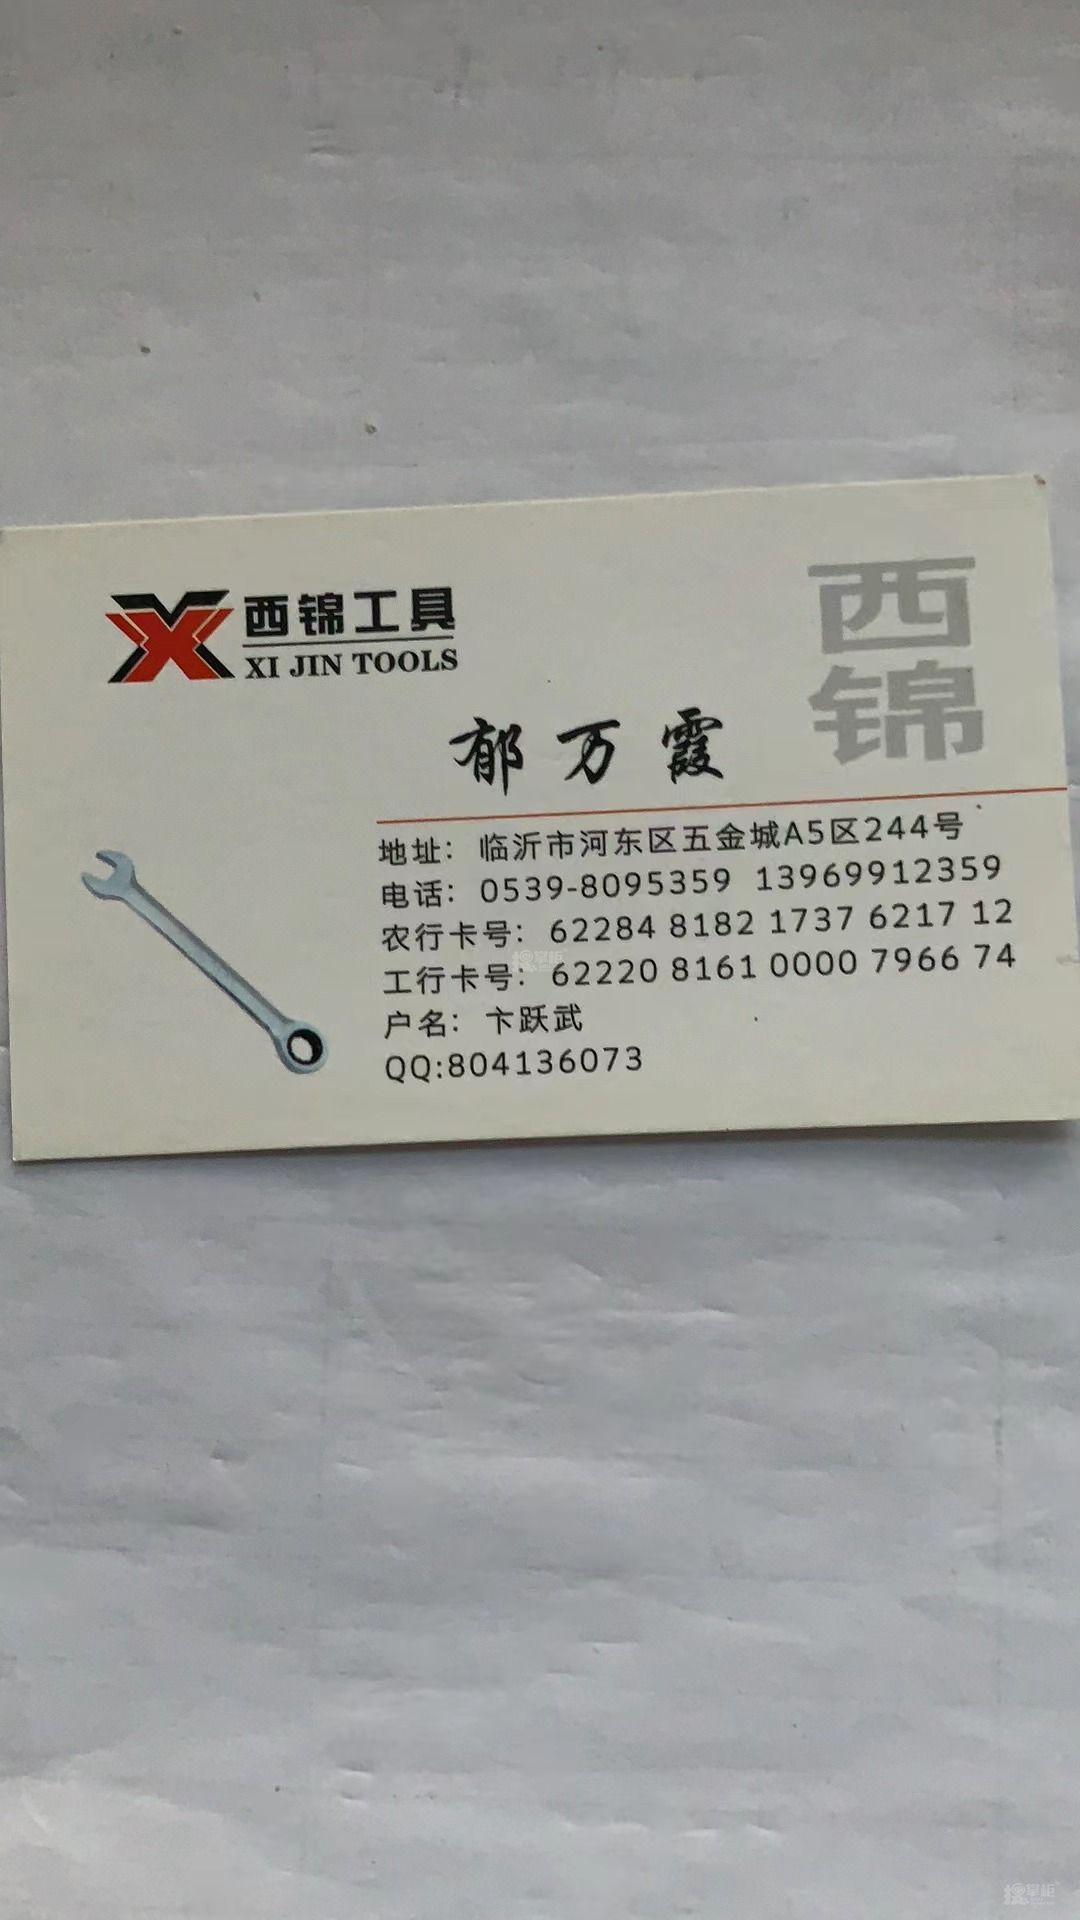 西锦工具
XI JIN TOOLS
西
锦
郁万霞
地址：临沂市河东区五金城A5区244号
电话：0539-8095359 13969912359
农行卡号：62284 8182 1737 6217 12
工行卡号：62220 8161 0000 7966 74
户名：卞跃武
QQ:804136073